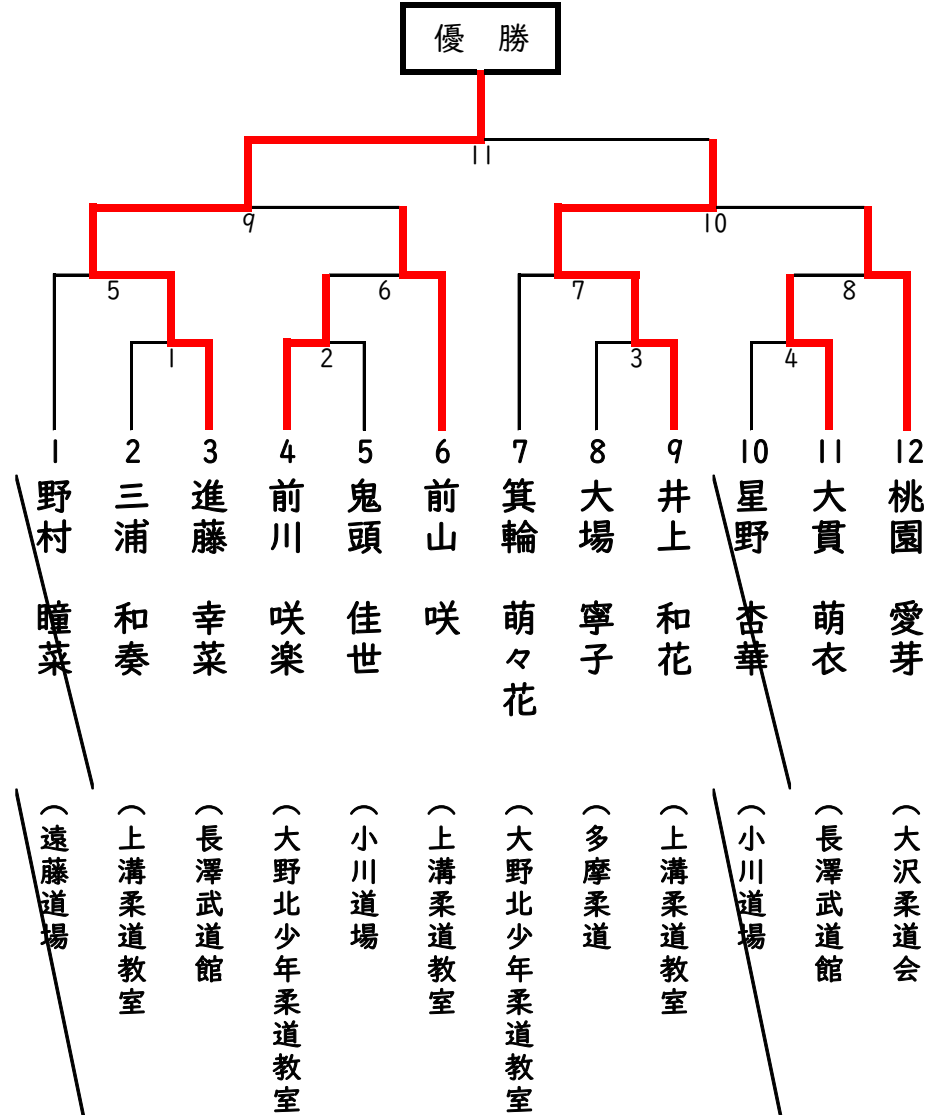 優　勝
11
9
10
5
6
7
8
1
2
3
4
1
2
3
4
5
6
7
8
9
10
11
12
野村　瞳菜
三浦　和奏
進藤　幸菜
前川　咲楽
鬼頭　佳世
前山　咲
箕輪　萌々花
大場　寧子
井上　和花
星野　杏華
大貫　萌衣
桃園　愛芽
（遠藤道場
（上溝柔道教室
（長澤武道館
（大野北少年柔道教室
（小川道場
（上溝柔道教室
（大野北少年柔道教室
（多摩柔道
（上溝柔道教室
（小川道場
（長澤武道館
（大沢柔道会